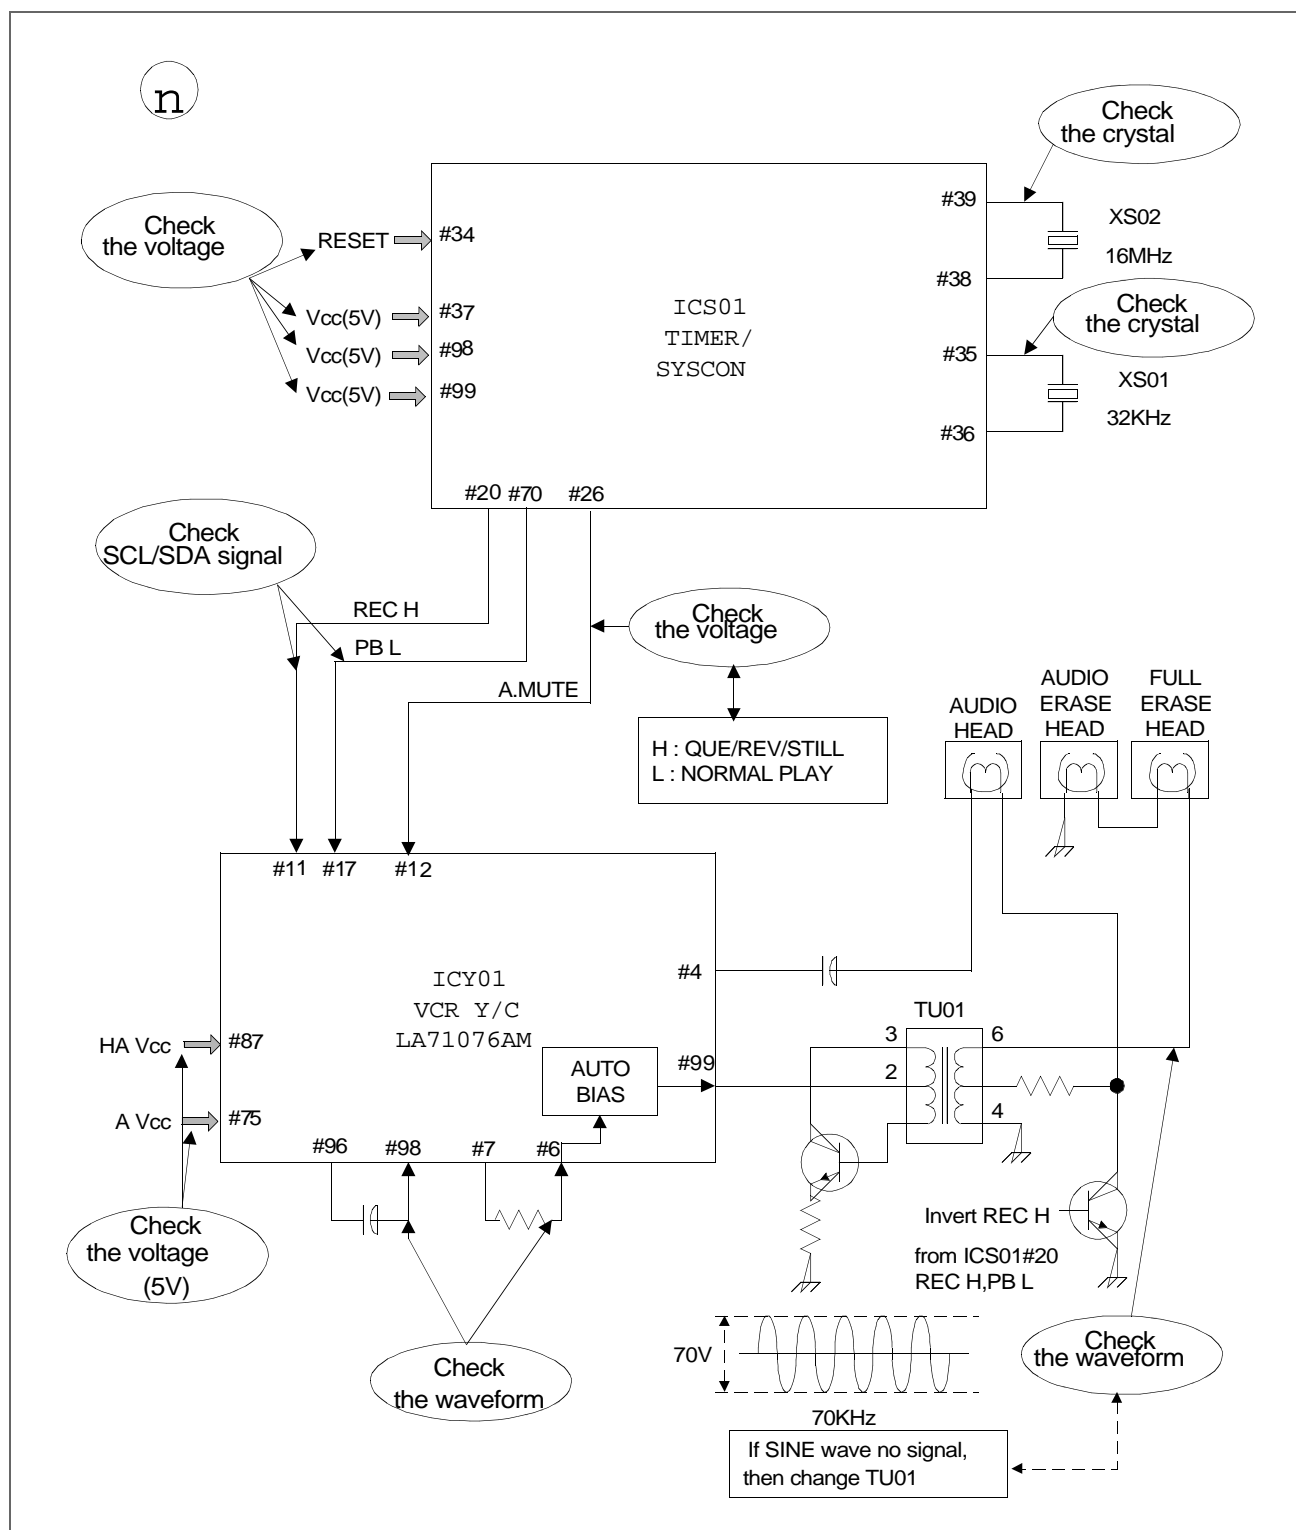 n
Check
the crystal
Check
the voltage
RESET
#34
#39
XS02
16MHz
#38
Vcc(5V)
#37
Vcc(5V)
#98
Vcc(5V)
#99
ICS01
TIMER/
SYSCON
Check
the crystal
#35
XS01
32KHz
#36
#20 #70 #26
Check
SCL/SDA signal
REC H
PB L
A.MUTE
Check
the voltage
H : QUE/REV/STILL
L : NORMAL PLAY
AUDIO
HEAD
AUDIO
ERASE
HEAD
FULL
ERASE
HEAD
#11 #17 #12
ICY01
VCR Y/C
LA71076AM
#4
HA Vcc
#87
A Vcc
#75
AUTO
BIAS
#99
#96 #98 #7 #6
TU01
3
2
6
4
Check
the voltage
(5V)
Check
the waveform
Invert REC H
from ICS01#20
REC H,PB L
70V
70KHz
Check
the waveform
If SINE wave no signal,
then change TU01